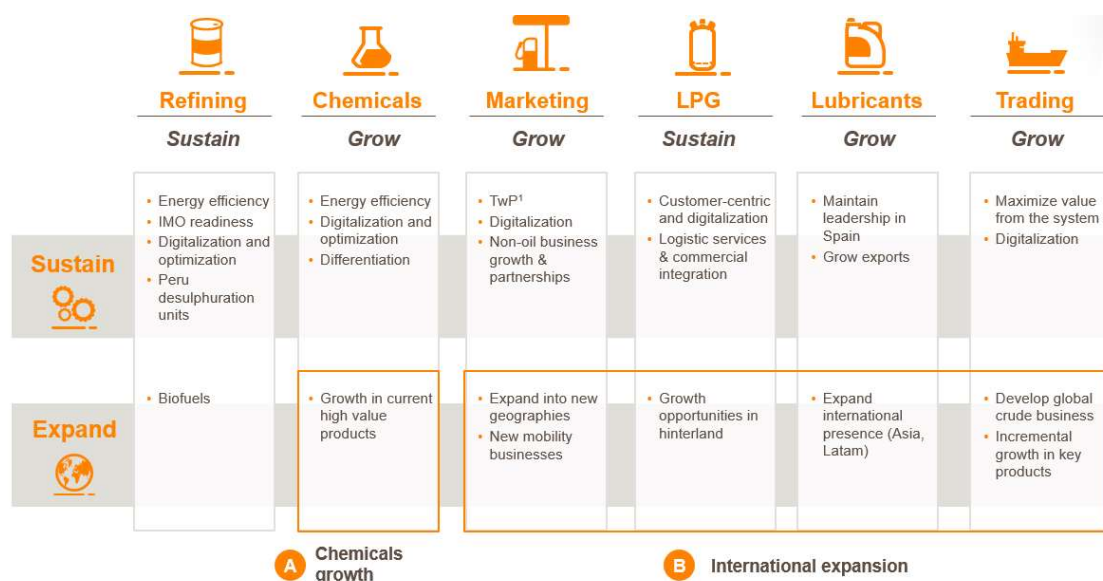 Refining
Chemicals
Marketing
LPG
Lubricants
Trading
Sustain
Grow
Grow
Sustain
Grow
Grow
Sustain
• Energy efficiency
• IMO readiness
• Digitalization and
optimization
• Peru
desulphuration
units
• Energy efficiency
• Digitalization and
optimization
• Differentiation
• TwP¹
• Digitalization
• Non-oil business
growth &
partnerships
• Customer-centric
and digitalization
• Logistic services
& commercial
integration
• Maintain
leadership in
Spain
• Grow exports
• Maximize value
from the system
• Digitalization
Expand
• Biofuels
• Growth in current
high value
products
• Expand into new
geographies
• New mobility
businesses
• Growth
opportunities in
hinterland
• Expand
international
presence (Asia,
Latam)
• Develop global
crude business
• Incremental
growth in key
products
A Chemicals
growth
B International expansion